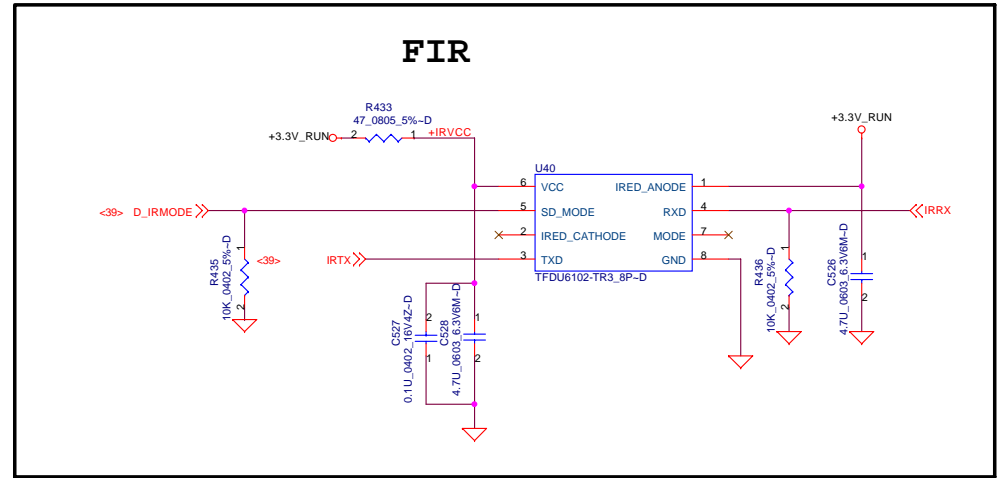 FIR
R433
47_0805_5%~D
+3.3V_RUN
2
1
+IRVCC
+3.3V_RUN
U40
6
VCC
IRED_ANODE
1
<39>
D_IRMODE
5
SD_MODE
RXD
4
IRRX
2
IRED_CATHODE
MODE
7
IRTX
3
TXD
GND
8
TFDU6102-TR3_8P~D
1
R435
10K_0402_5%~D
2
<39>
2
C527
0.1U_0402_16V4Z~D
1
1
C528
4.7U_0603_6.3V6M~D
2
1
R436
10K_0402_5%~D
2
1
C526
4.7U_0603_6.3V6M~D
2